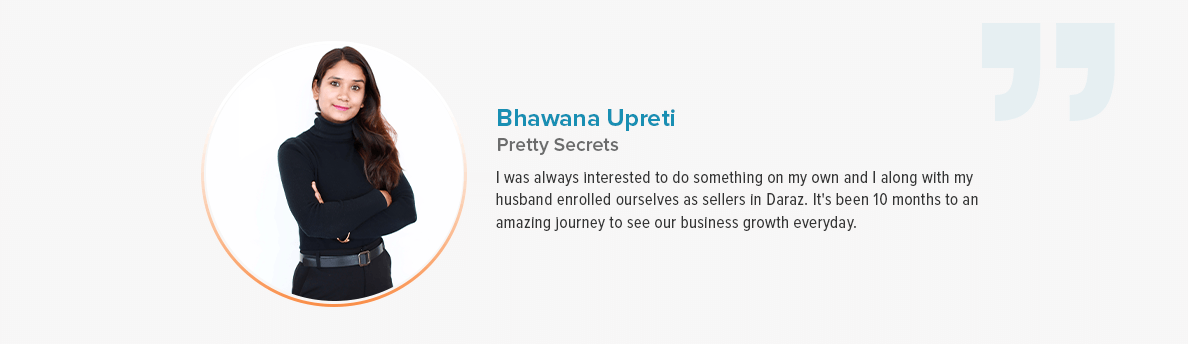 Bhawana Upreti
Pretty Secrets
I was always interested to do something on my own and I along with my
husband enrolled ourselves as sellers in Daraz. It's been 10 months to an
amazing journey to see our business growth everyday.